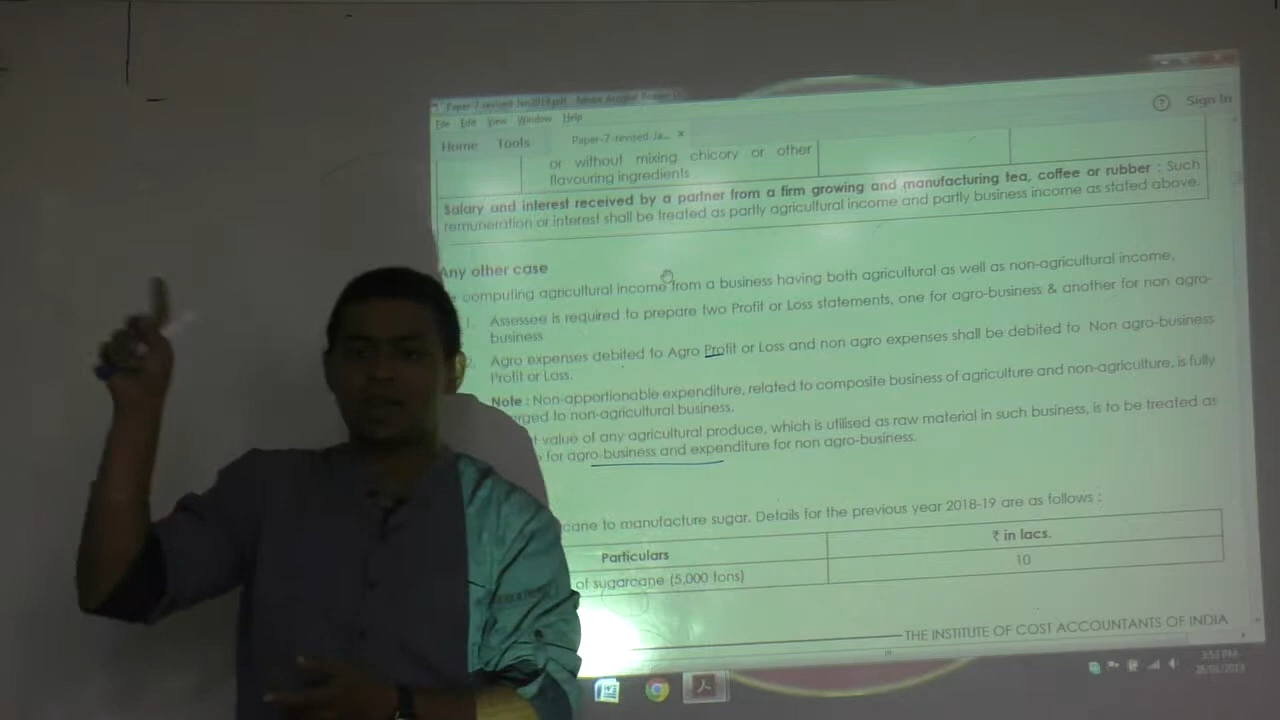 Paper-7-revised-Jan2019.pdf - Adobe Acrobat Reader
File Edit View Window Help
Home Tools Paper-7-revised-Ja... × ? Sign In
or without mixing chicory or other
flavouring ingredients
Salary and interest received by a partner from a firm growing and manufacturing tea, coffee or rubber : Such
remuneration or interest shall be treated as partly agricultural income and partly business income as stated above.
Any other case
computing agricultural income from a business having both agricultural as well as non-agricultural income,
1. Assessee is required to prepare two Profit or Loss statements, one for agro-business & another for non agro-
business
2. Agro expenses debited to Agro Profit or Loss and non agro expenses shall be debited to Non agro-business
Profit or Loss.
Note : Non-apportionable expenditure, related to composite business of agriculture and non-agriculture, is fully
to non-agricultural business.
value of any agricultural produce, which is utilised as raw material in such business, is to be treated as
for agro-business and expenditure for non agro-business.
cane to manufacture sugar. Details for the previous year 2018-19 are as follows :
Particulars ₹ in lacs.
of sugarcane (5,000 tons) 10
THE INSTITUTE OF COST ACCOUNTANTS OF INDIA
3:53 PM